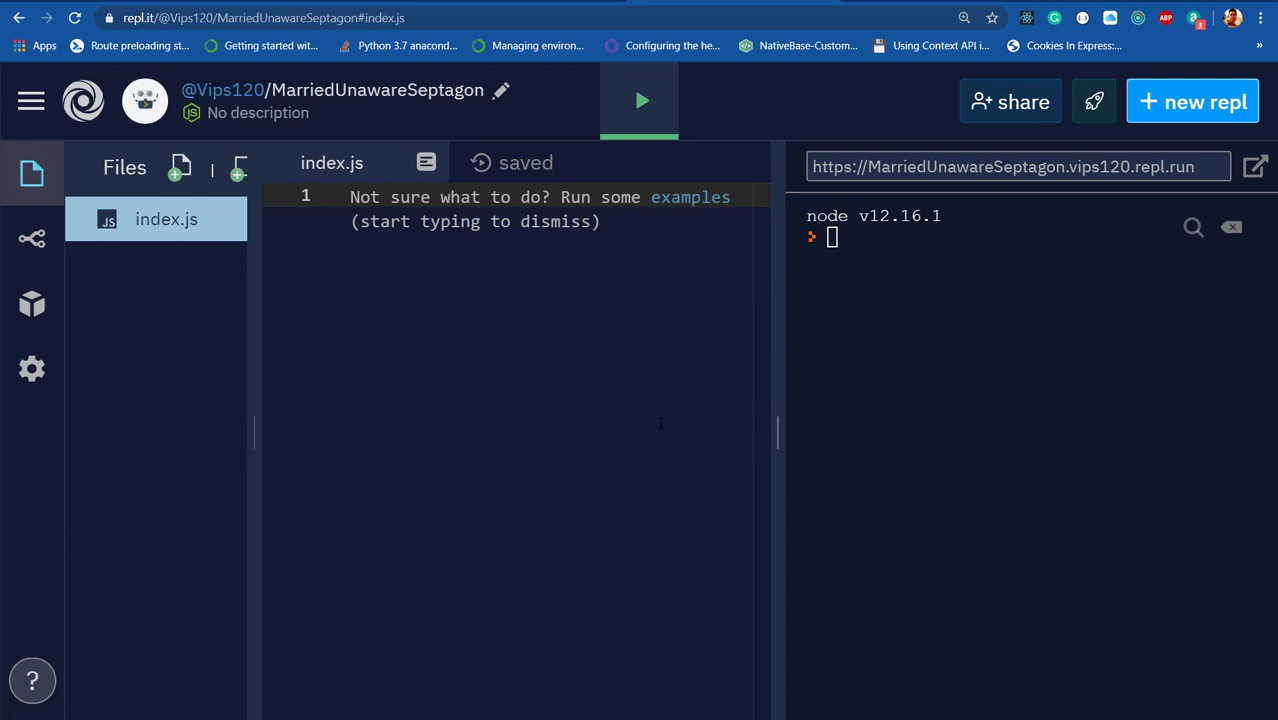 repl.it/@Vips120/MarriedUnawareSeptagon#index.js
ABP
3
Apps
Route preloading st...
Getting started wit...
Python 3.7 anacond...
Managing environ...
Configuring the he...
NativeBase-Custom...
Using Context API i...
Cookies In Express:...
»
@Vips120/MarriedUnawareSeptagon
No description
share
+ new repl
Files
index.js
saved
https://MarriedUnawareSeptagon.vips120.repl.run
JS index.js
1 Not sure what to do? Run some examples
(start typing to dismiss)
node v12.16.1
?